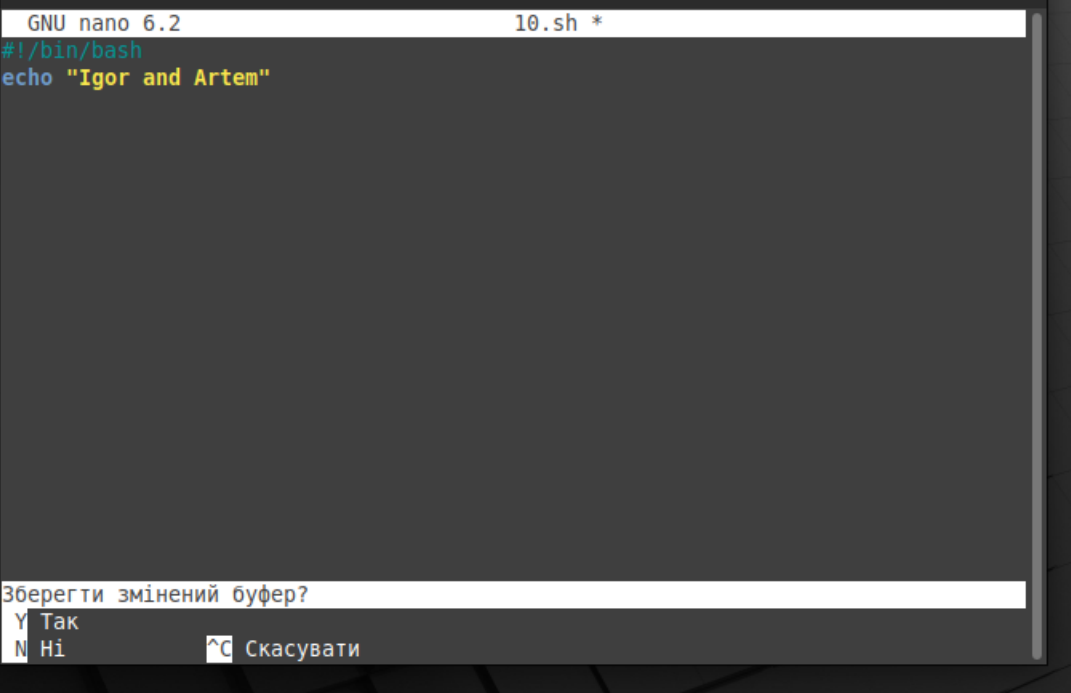 GNU nano 6.2 10.sh *
#!/bin/bash
echo "Igor and Artem"
Зберегти змінений буфер?
Y Так
N Ні ^C Скасувати